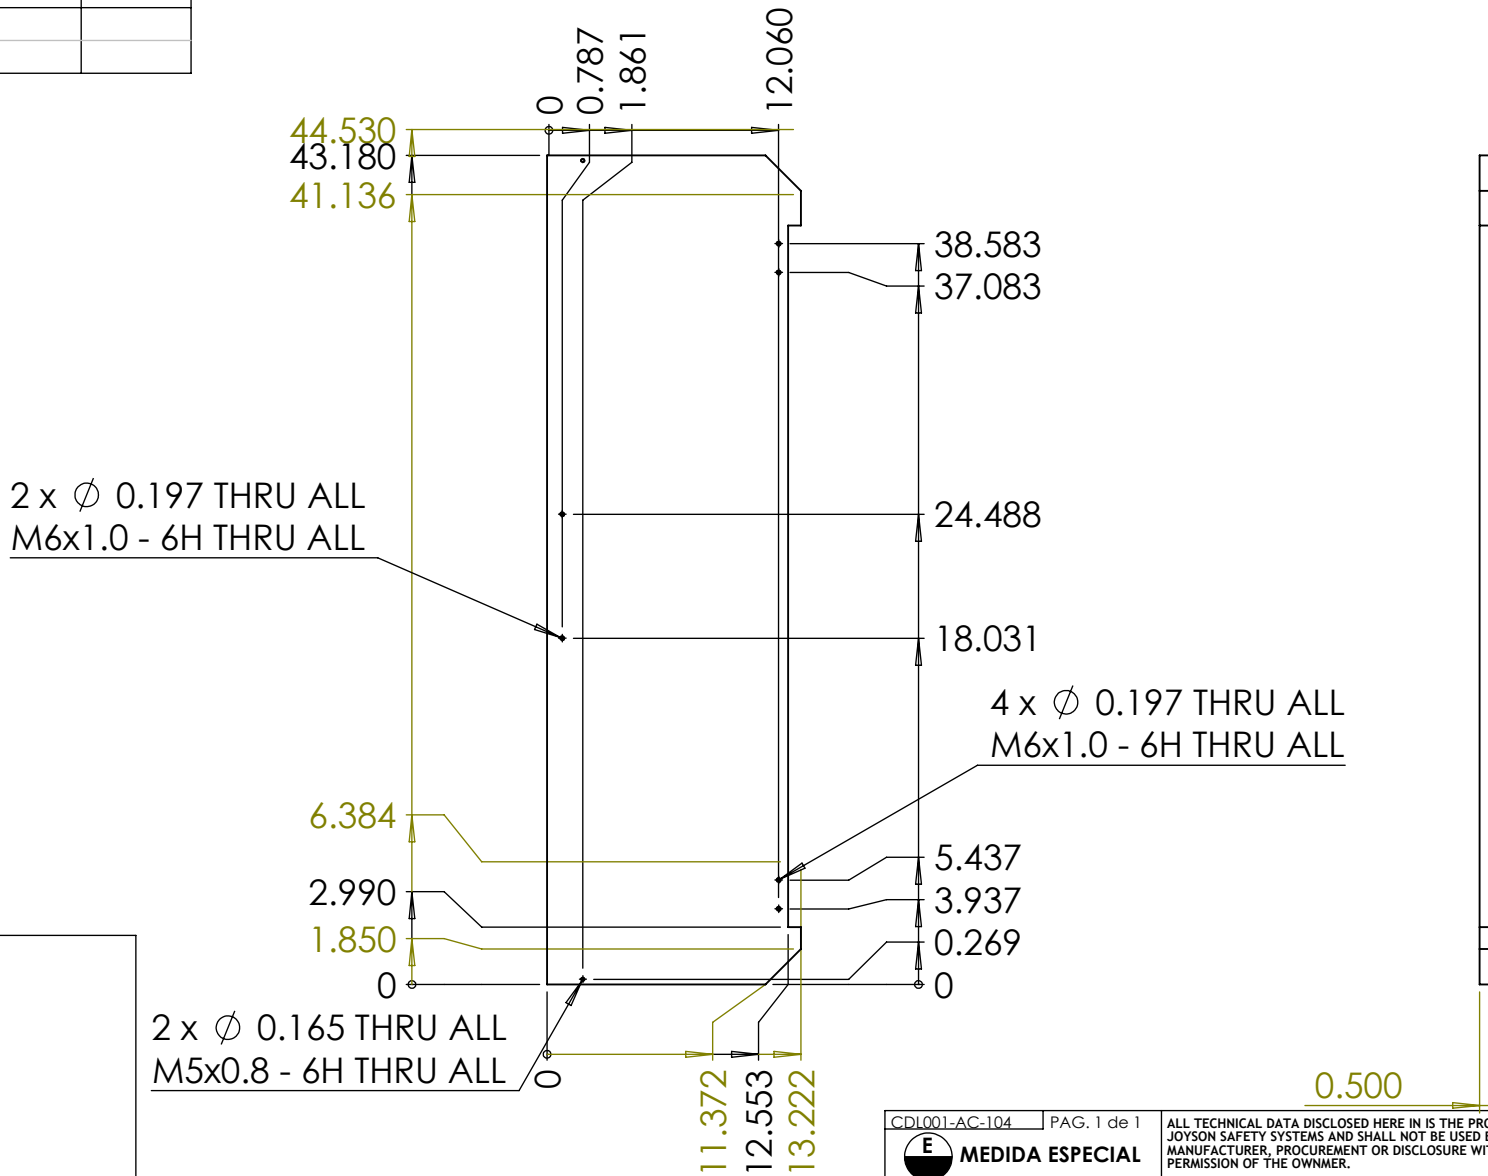 0
0.787
1.861
12.060
44.530
43.180
41.136
38.583
37.083
2 x ∅ 0.197 THRU ALL
M6x1.0 - 6H THRU ALL
24.488
18.031
4 x ∅ 0.197 THRU ALL
M6x1.0 - 6H THRU ALL
6.384
2.990
1.850
0
5.437
3.937
0.269
0
2 x ∅ 0.165 THRU ALL
M5x0.8 - 6H THRU ALL
0
11.372
12.553
13.222
0.500
CDL001-AC-104 PAG. 1 de 1
E MEDIDA ESPECIAL
ALL TECHNICAL DATA DISCLOSED HERE IN IS THE
JOYSON SAFETY SYSTEMS AND SHALL NOT BE USED
MANUFACTURER, PROCUREMENT OR DISCLOSURE
PERMISSION OF THE OWNMER.